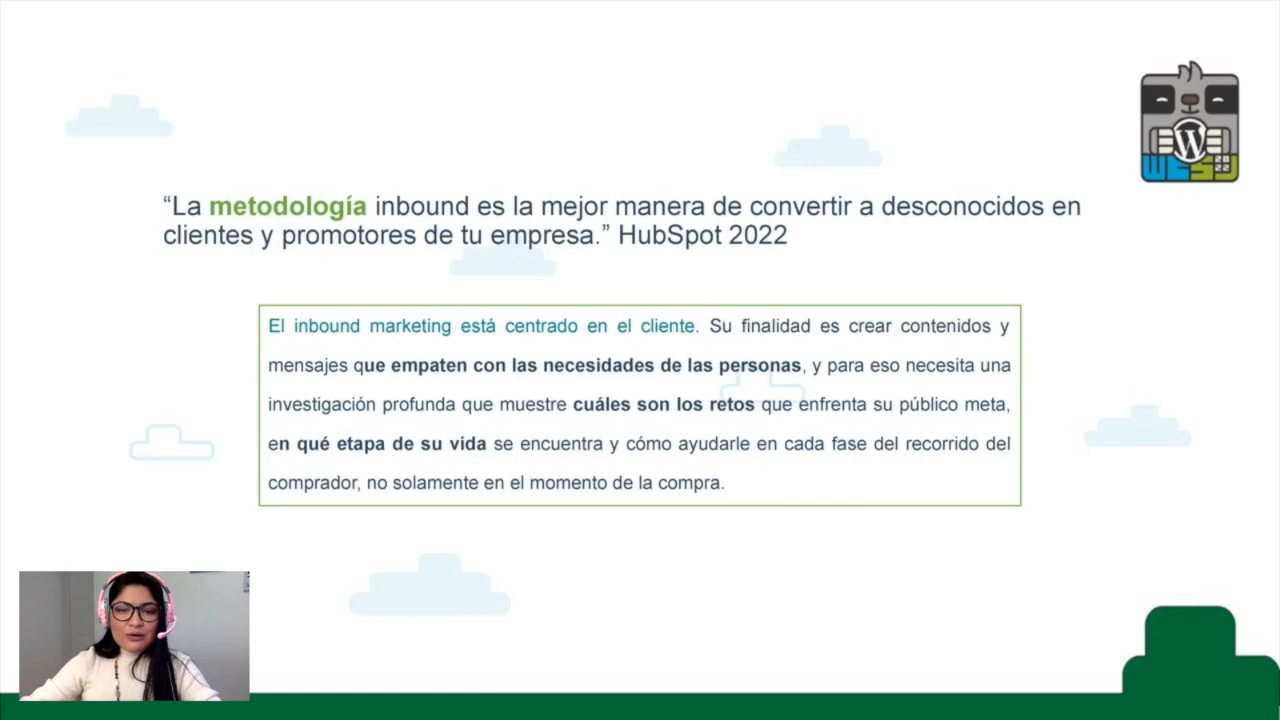 “La metodología inbound es la mejor manera de convertir a desconocidos en
clientes y promotores de tu empresa.” HubSpot 2022
El inbound marketing está centrado en el cliente. Su finalidad es crear contenidos y
mensajes que empaten con las necesidades de las personas, y para eso necesita una
investigación profunda que muestre cuáles son los retos que enfrenta su público meta,
en qué etapa de su vida se encuentra y cómo ayudarle en cada fase del recorrido del
comprador, no solamente en el momento de la compra.
W
20
22